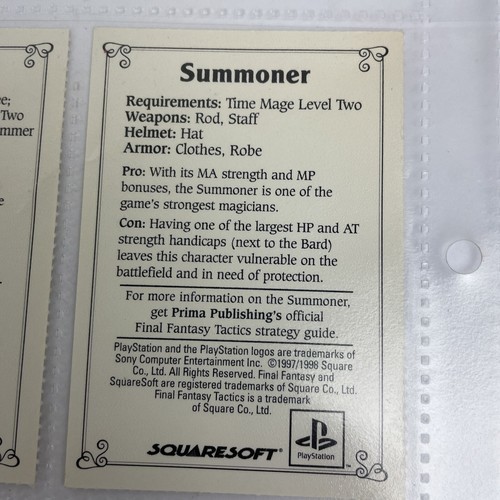 e;
Two
mmer
e
Summoner
Requirements: Time Mage Level Two
Weapons: Rod, Staff
Helmet: Hat
Armor: Clothes, Robe
Pro: With its MA strength and MP
bonuses, the Summoner is one of the
game's strongest magicians.
Con: Having one of the largest HP and AT
strength handicaps (next to the Bard)
leaves this character vulnerable on the
battlefield and in need of protection.
For more information on the Summoner,
get Prima Publishing's official
Final Fantasy Tactics strategy guide.
PlayStation and the PlayStation logos are trademarks of
Sony Computer Entertainment Inc. ©1997/1998 Square
Co., Ltd. All Rights Reserved. Final Fantasy and
SquareSoft are registered trademarks of Square Co., Ltd.
Final Fantasy Tactics is a trademark
of Square Co., Ltd.
SQUARESOFT®
PlayStation
™